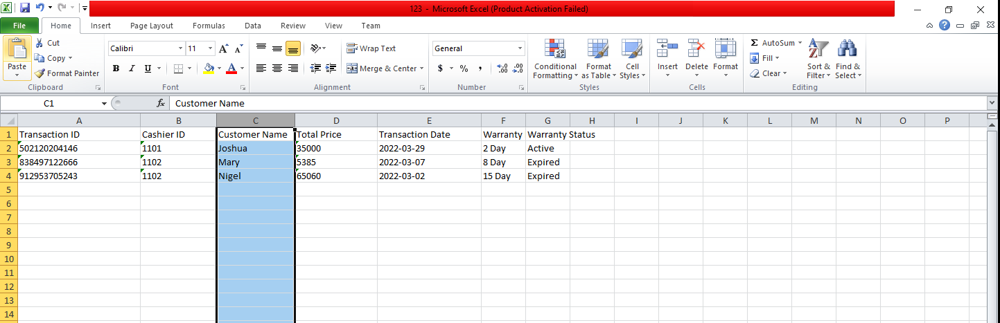 123 - Microsoft Excel (Product Activation Failed)
File Home Insert Page Layout Formulas Data Review View Team
Paste
Cut
Copy
Format Painter
Clipboard
Calibri 11
B I U
Font
Wrap Text
Merge & Center
Alignment
General
$ % ,
Number
Conditional Formatting
Format as Table
Cell Styles
Styles
Insert Delete Format
Cells
Σ AutoSum
Fill
Clear
Sort & Filter
Find & Select
Editing
C1 fx Customer Name
A B C D E F G H I J K L M N O P
1 Transaction ID Cashier ID Customer Name Total Price Transaction Date Warranty Warranty Status
2 502120204146 1101 Joshua 35000 2022-03-29 2 Day Active
3 838497122666 1102 Mary 5385 2022-03-07 8 Day Expired
4 912953705243 1102 Nigel 65060 2022-03-02 15 Day Expired
5
6
7
8
9
10
11
12
13
14